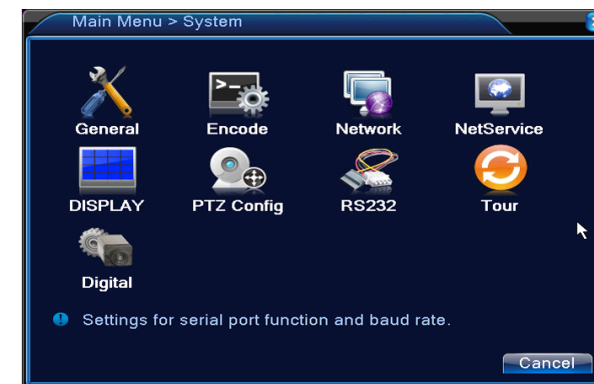 Main Menu > System
General Encode Network NetService
DISPLAY PTZ Config RS232 Tour
Digital
Settings for serial port function and baud rate.
Cancel